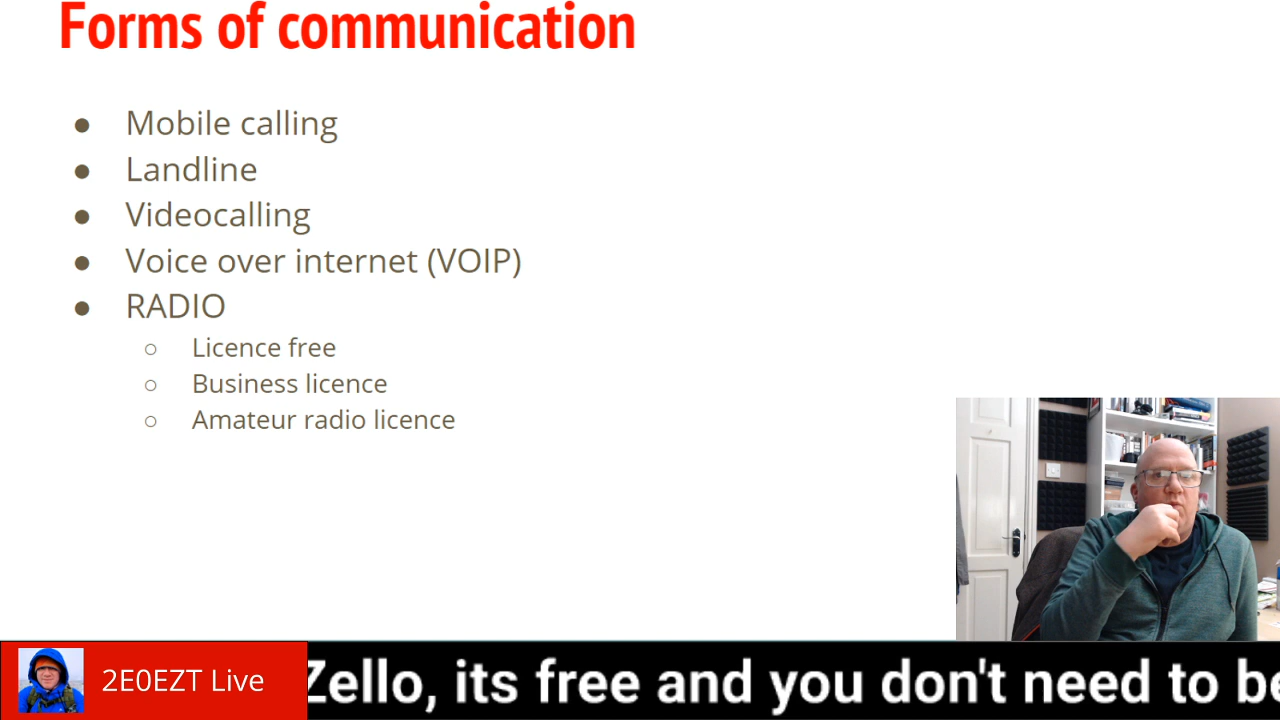 Forms of communication
Mobile calling
Landline
Videocalling
Voice over internet (VOIP)
RADIO
Licence free
Business licence
Amateur radio licence
2E0EZT Live
Zello, its free and you don't need to be